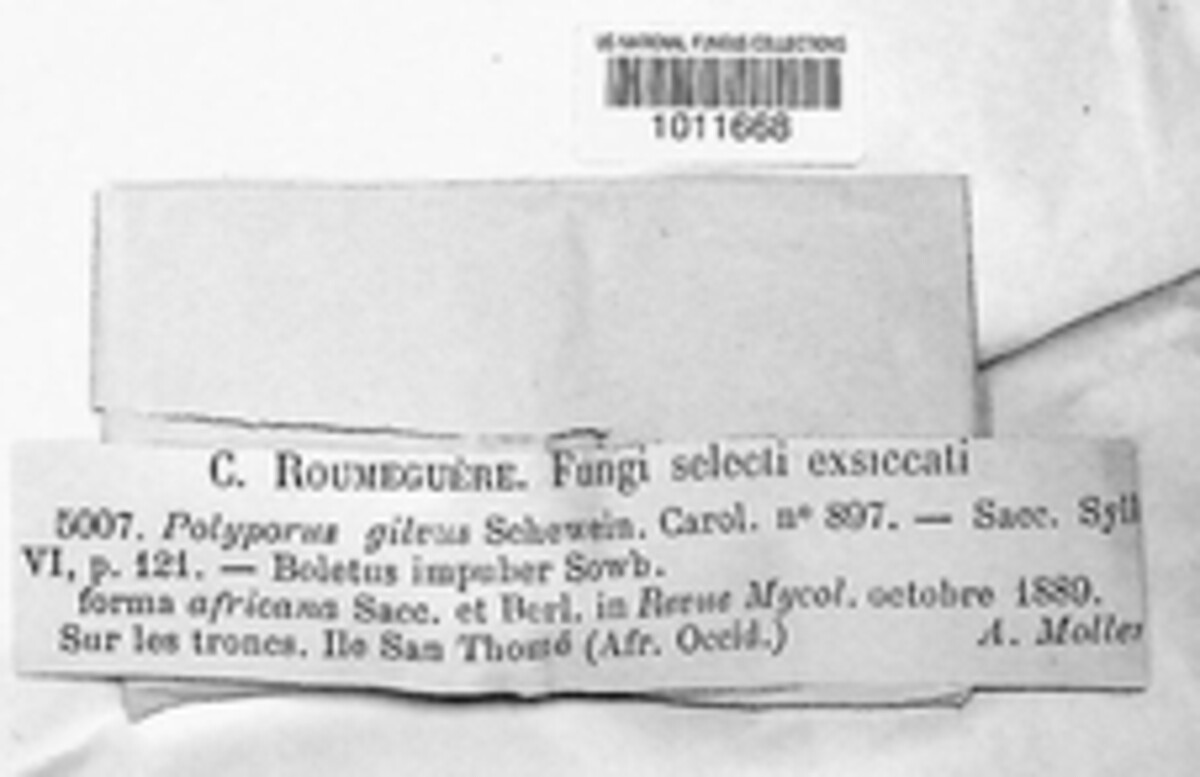 US NATIONAL FUNGUS COLLECTIONS
1011668
C. ROUMEGUÈRE. Fungi selecti exsiccati
5007. Polyporus gilvus Schewein. Carol. nº 897. — Sacc. Syll
VI, p. 121. — Boletus impuber Sowb.
forma africana Sacc. et Berl. in Revue Mycol. octobre 1889.
Sur les troncs. Ile San Thomé (Afr. Occid.)
A. Moller